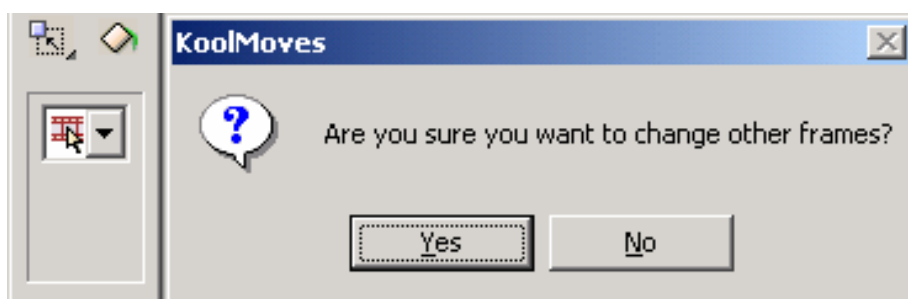 KoolMoves
Are you sure you want to change other frames?
Yes
No